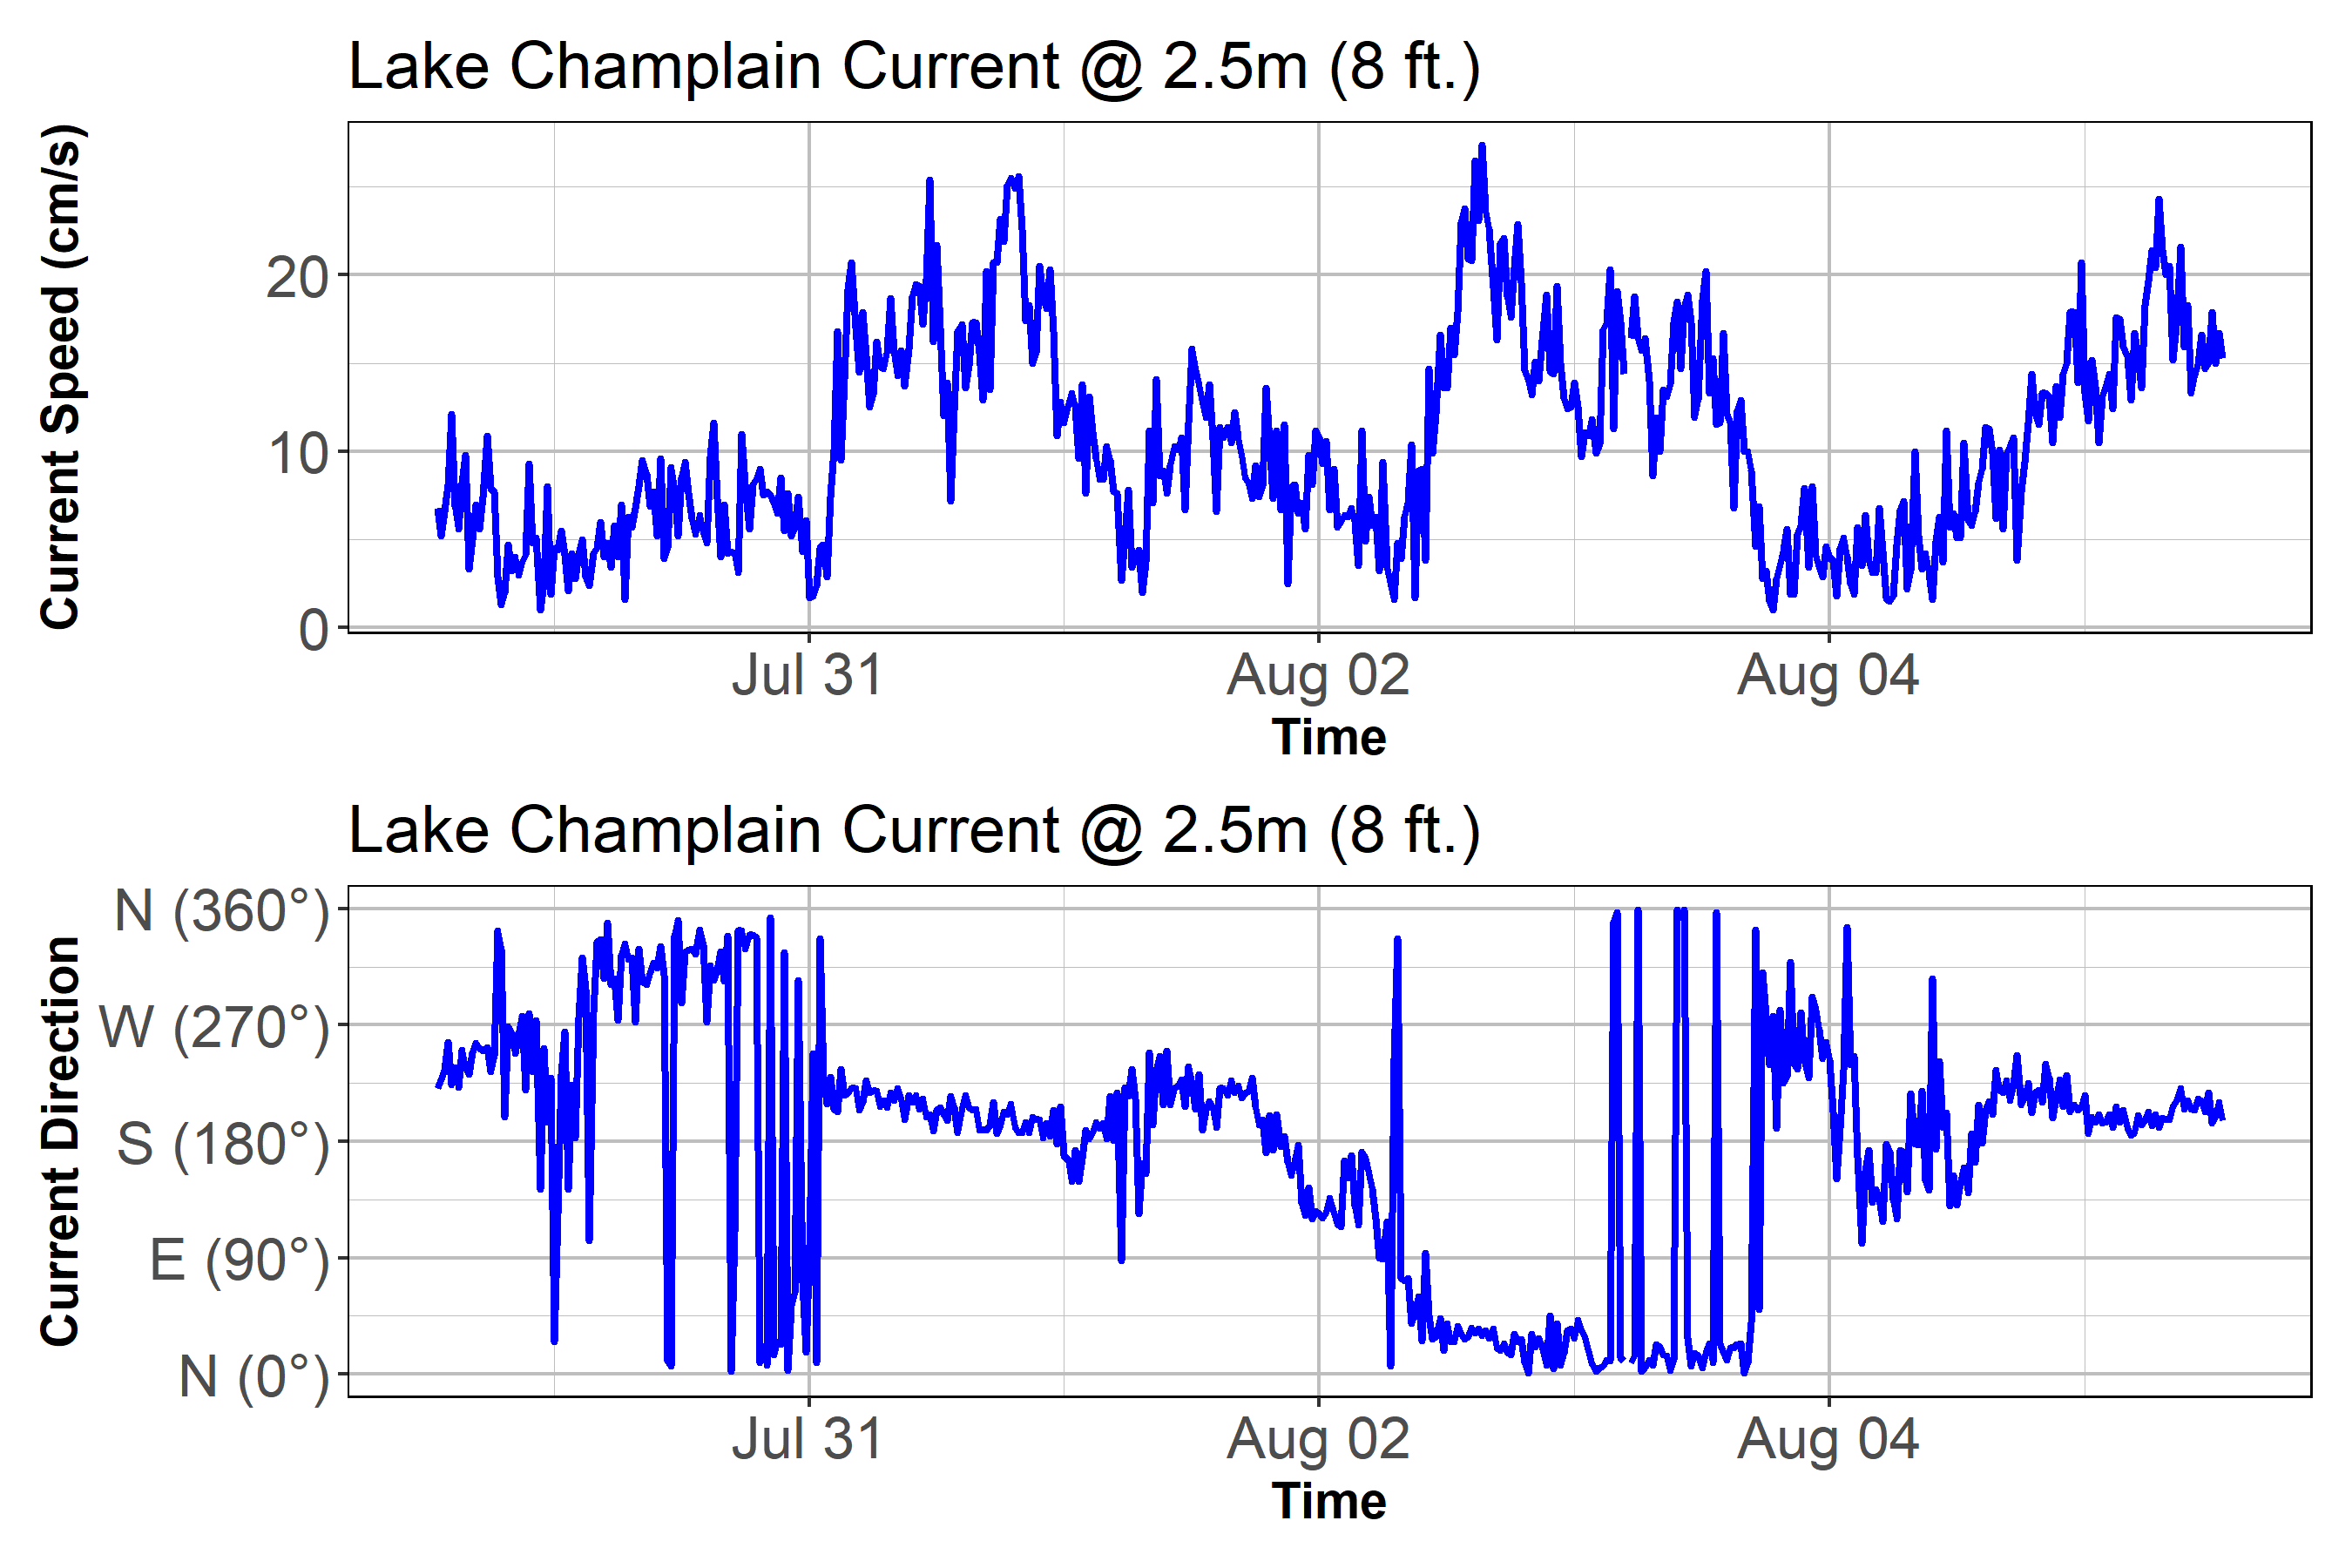 Lake Champlain Current @ 2.5m (8 ft.)
Current Speed (cm/s)
20
10
0
Jul 31 Aug 02 Aug 04
Time
Lake Champlain Current @ 2.5m (8 ft.)
Current Direction
N (360°)
W (270°)
S (180°)
E (90°)
N (0°)
Jul 31 Aug 02 Aug 04
Time